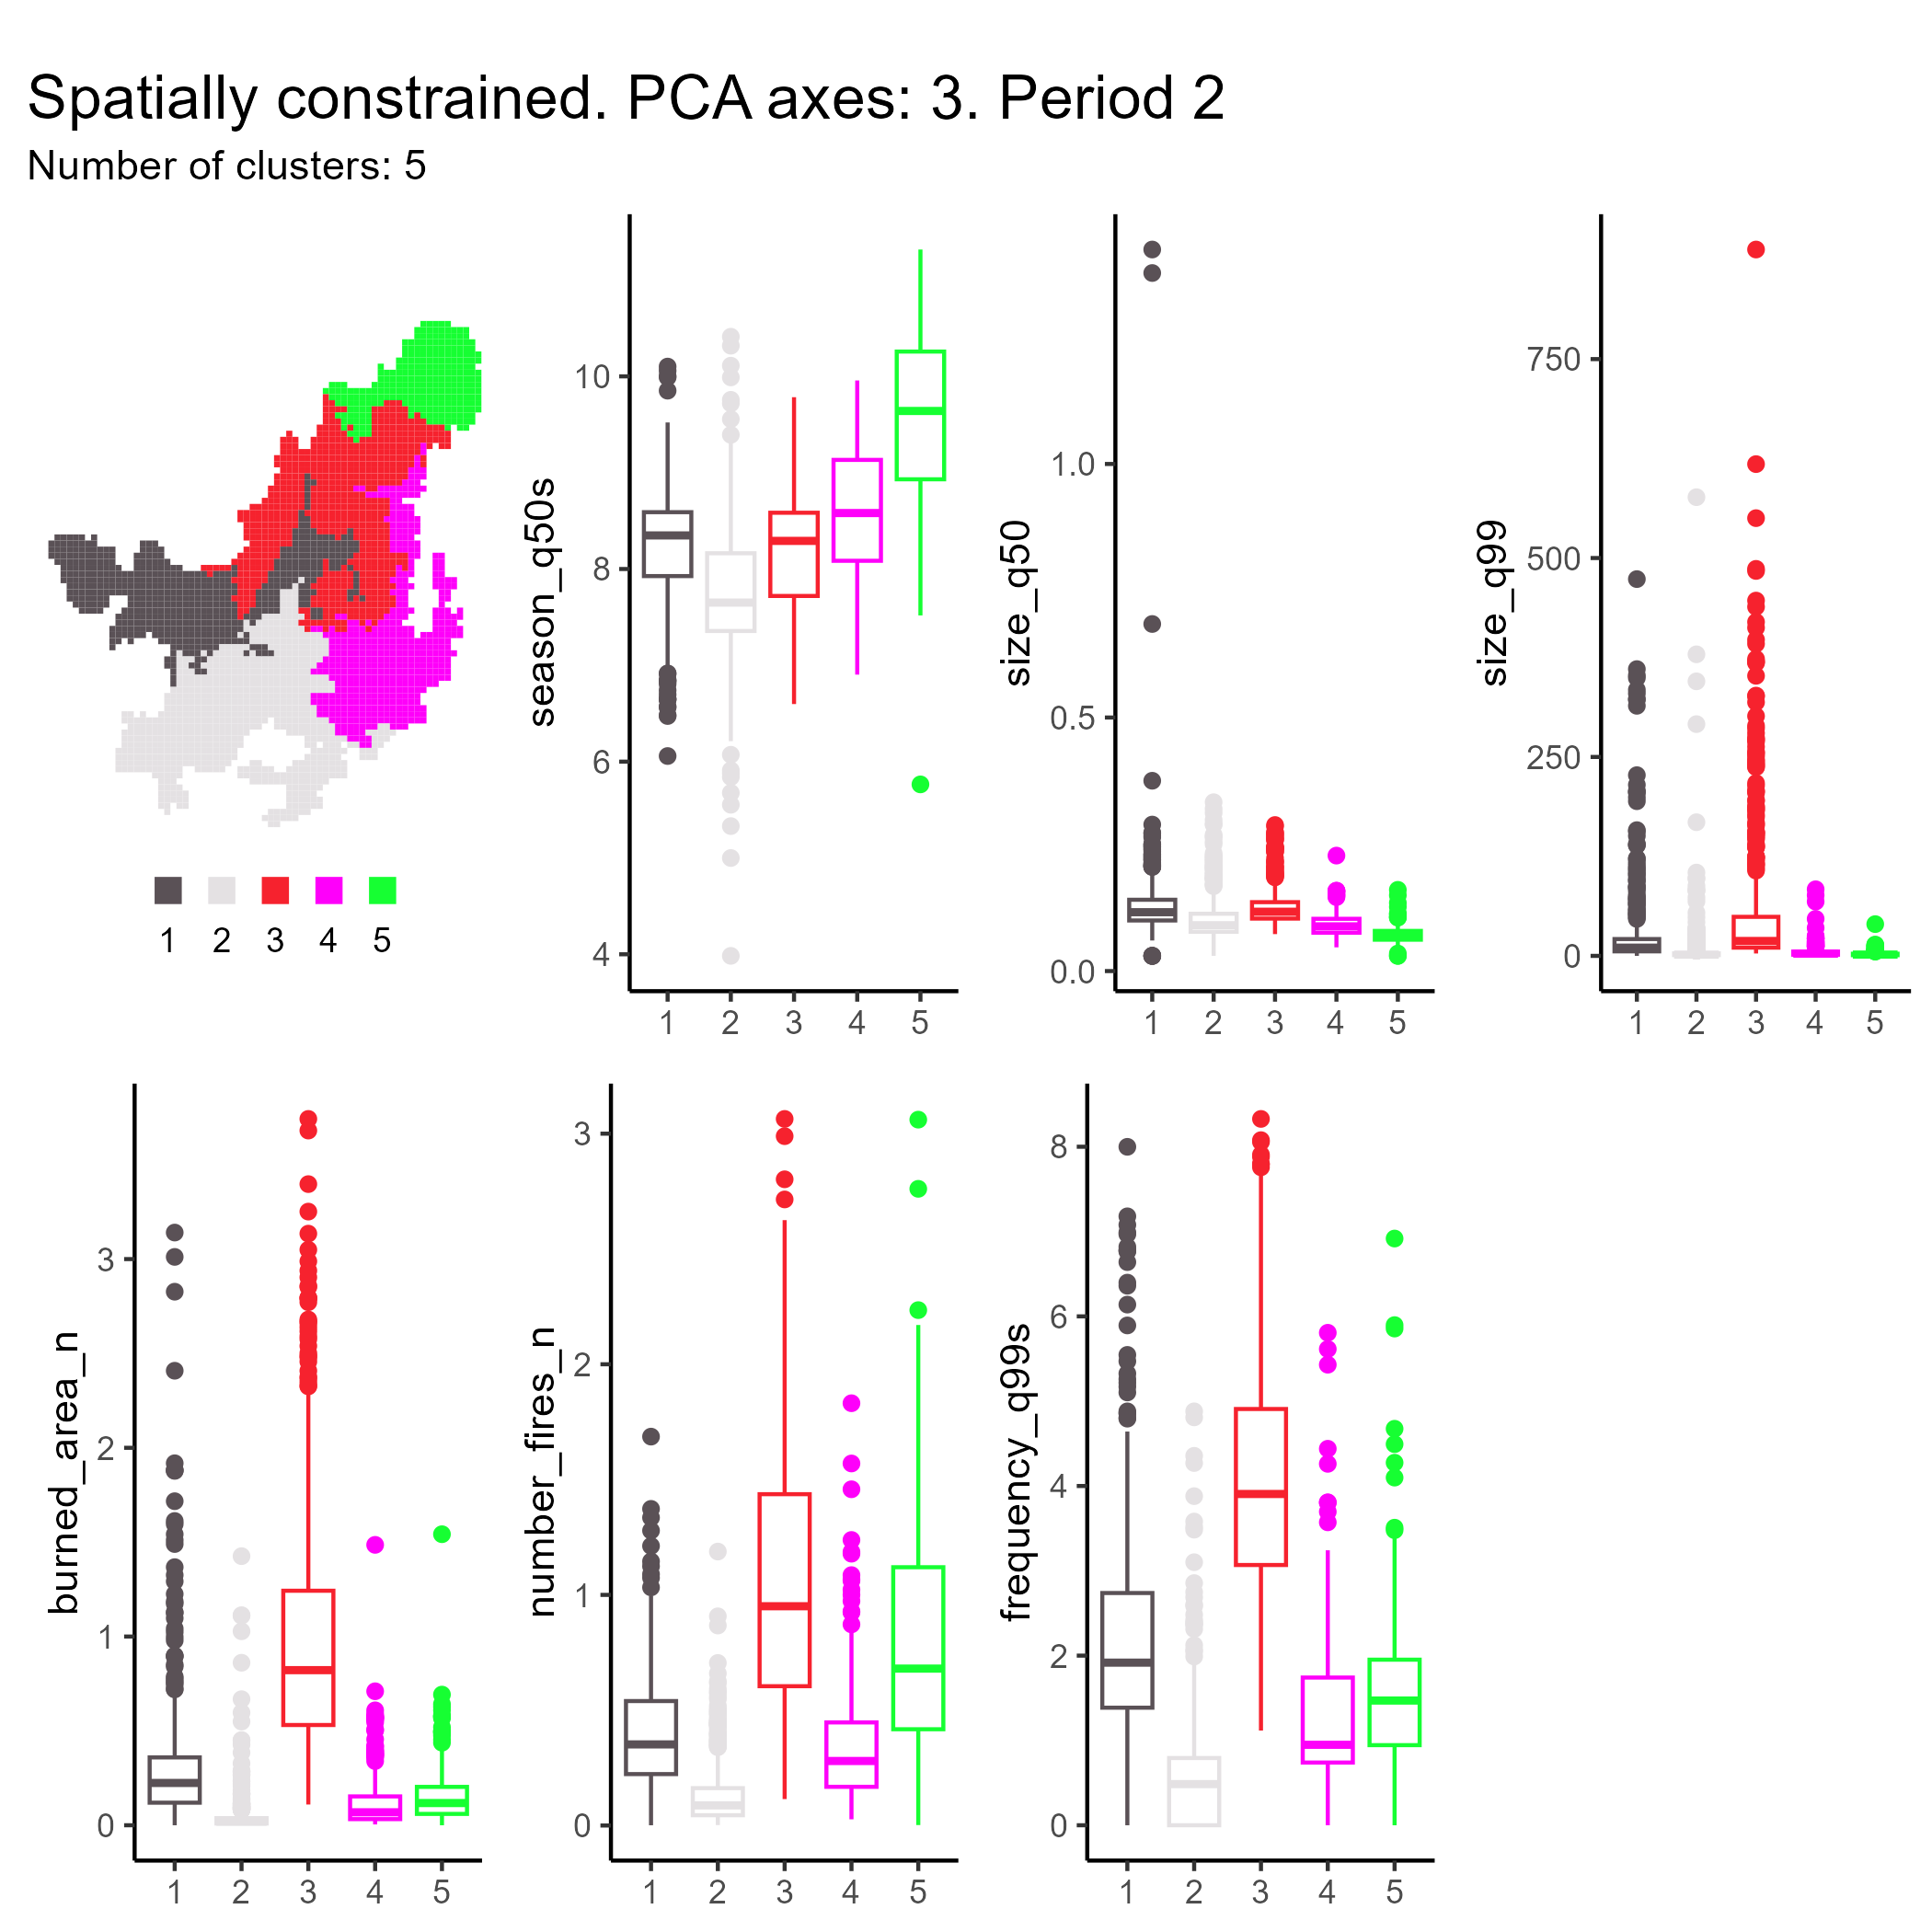 Spatially constrained. PCA axes: 3. Period 2
Number of clusters: 5
1 2 3 4 5
season_q50s
10
8
6
4
1 2 3 4 5
size_q50
1.0
0.5
0.0
1 2 3 4 5
size_q99
750
500
250
0
1 2 3 4 5
burned_area_n
3
2
1
0
1 2 3 4 5
number_fires_n
3
2
1
0
1 2 3 4 5
frequency_q99s
8
6
4
2
0
1 2 3 4 5